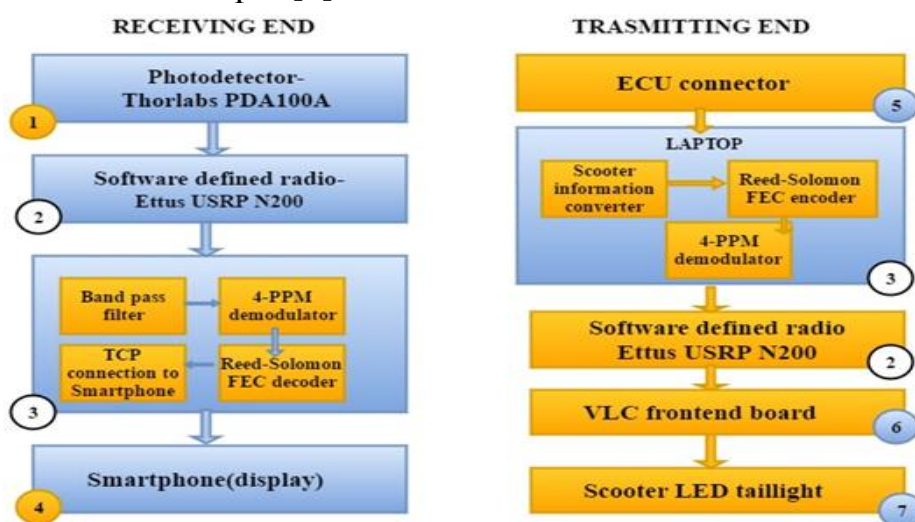 RECEIVING END
Photodetector-
Thorlabs PDA100A
1
Software defined radio-
Ettus USRP N200
2
Band pass
filter
4-PPM
demodulator
TCP
connection to
Smartphone
Reed-Solomon
FEC decoder
3
Smartphone(display)
4
TRASMITTING END
ECU connector
5
LAPTOP
Scooter
information
converter
Reed-Solomon
FEC encoder
4-PPM
demodulator
3
Software defined radio
Ettus USRP N200
2
VLC frontend board
6
Scooter LED taillight
7